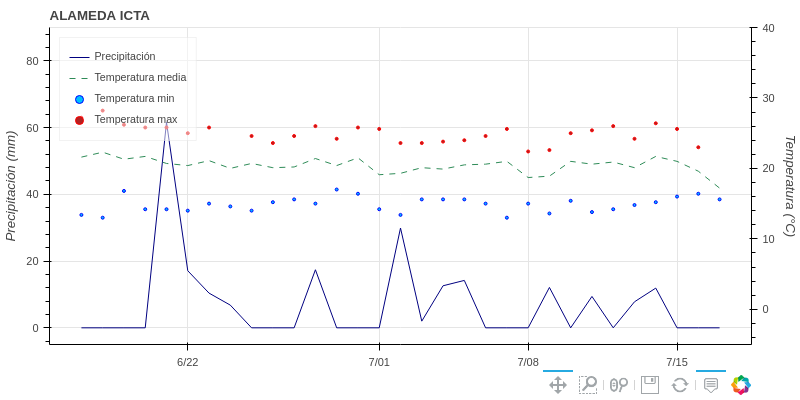 ALAMEDA ICTA
Precipitación
Temperatura media
Temperatura min
Temperatura max
Precipitación (mm)
80
60
40
20
0
40
30
20
10
0
Temperatura (°C)
6/22
7/01
7/08
7/15